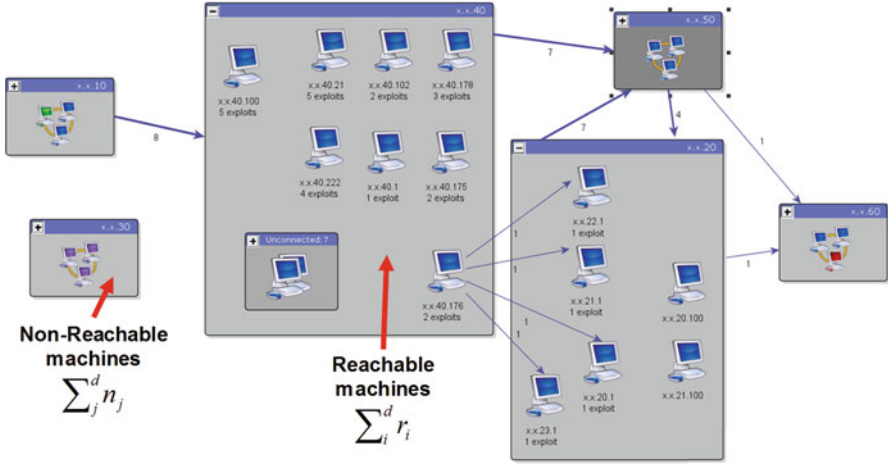 x.x.10
8
x.x.30
Non-Reachable
machines
∑_j^d n_j
x.x.40
x.x.40.100
5 exploits
x.x.40.21
5 exploits
x.x.40.102
2 exploits
x.x.40.178
3 exploits
x.x.40.222
4 exploits
x.x.40.1
1 exploit
x.x.40.175
2 exploits
Unconnected:7
x.x.40.176
2 exploits
Reachable
machines
∑_i^d r_i
7
x.x.50
7
4
1
x.x.20
x.x.22.1
1 exploit
x.x.21.1
1 exploit
x.x.20.100
x.x.20.1
1 exploit
x.x.21.100
x.x.23.1
1 exploit
1
1
1
1
x.x.60
1